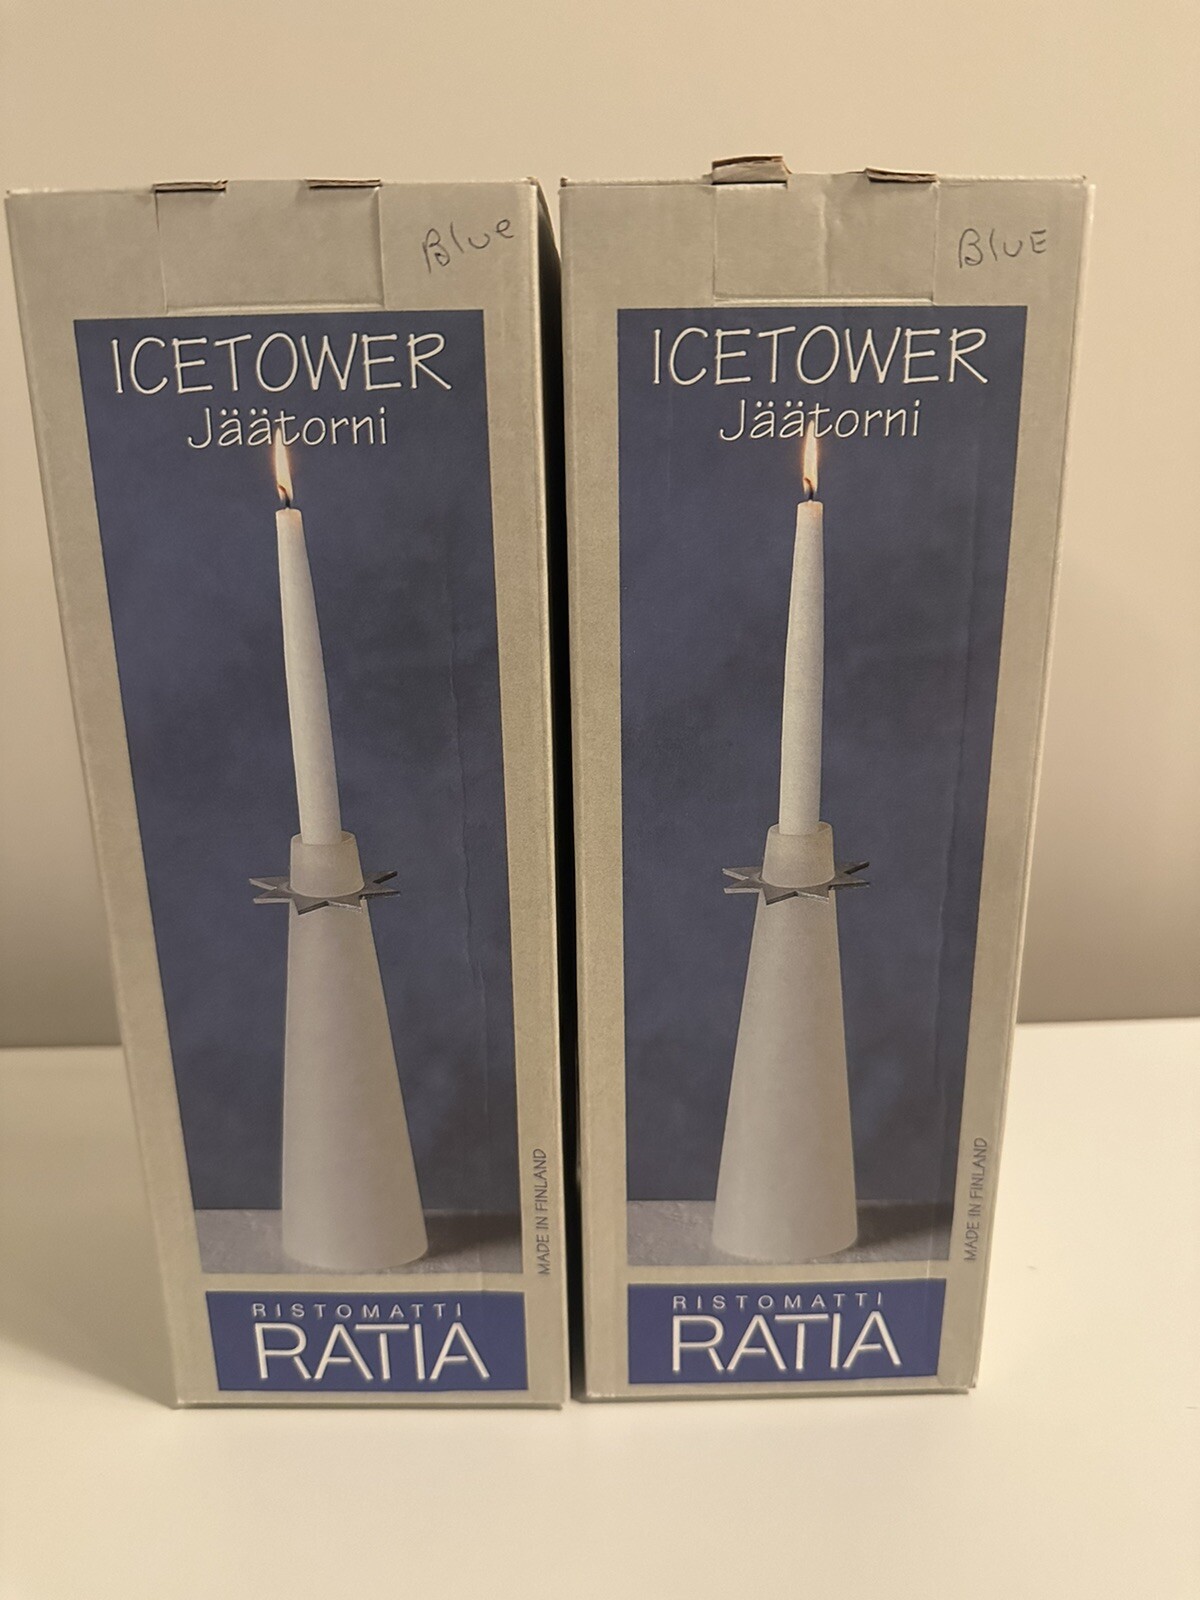 Blue
ICETOWER
Jäätorni
MADE IN FINLAND
RISTOMATTI
RATIA
BLUE
ICETOWER
Jäätorni
MADE IN FINLAND
RISTOMATTI
RATIA